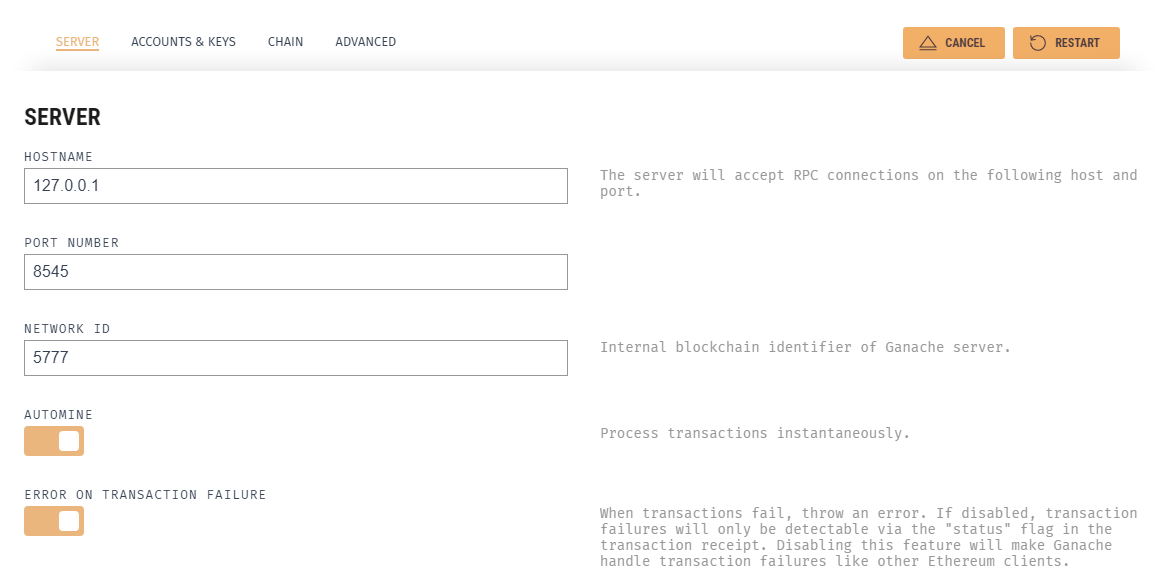 SERVER
ACCOUNTS & KEYS
CHAIN
ADVANCED
CANCEL
RESTART
SERVER
HOSTNAME
127.0.0.1
The server will accept RPC connections on the following host and
port.
PORT NUMBER
8545
NETWORK ID
5777
Internal blockchain identifier of Ganache server.
AUTOMINE
Process transactions instantaneously.
ERROR ON TRANSACTION FAILURE
When transactions fail, throw an error. If disabled, transaction
failures will only be detectable via the "status" flag in the
transaction receipt. Disabling this feature will make Ganache
handle transaction failures like other Ethereum clients.